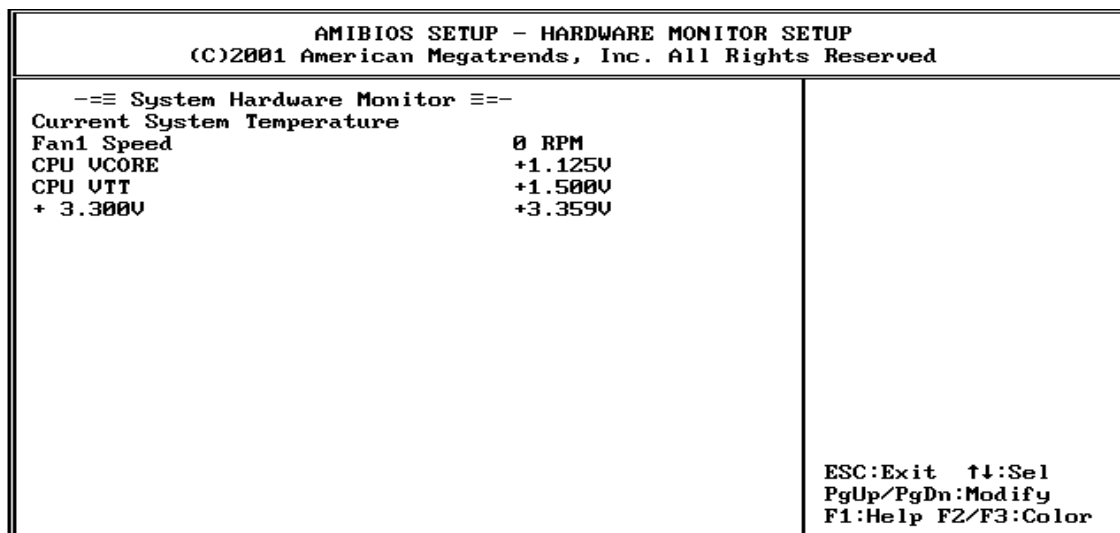 AMIBIOS SETUP - HARDWARE MONITOR SETUP
(C)2001 American Megatrends, Inc. All Rights Reserved
-=≡ System Hardware Monitor ≡=-
Current System Temperature
Fan1 Speed 0 RPM
CPU VCORE +1.125V
CPU VTT +1.500V
+ 3.300V +3.359V
ESC:Exit ↑↓:Sel
PgUp/PgDn:Modify
F1:Help F2/F3:Color